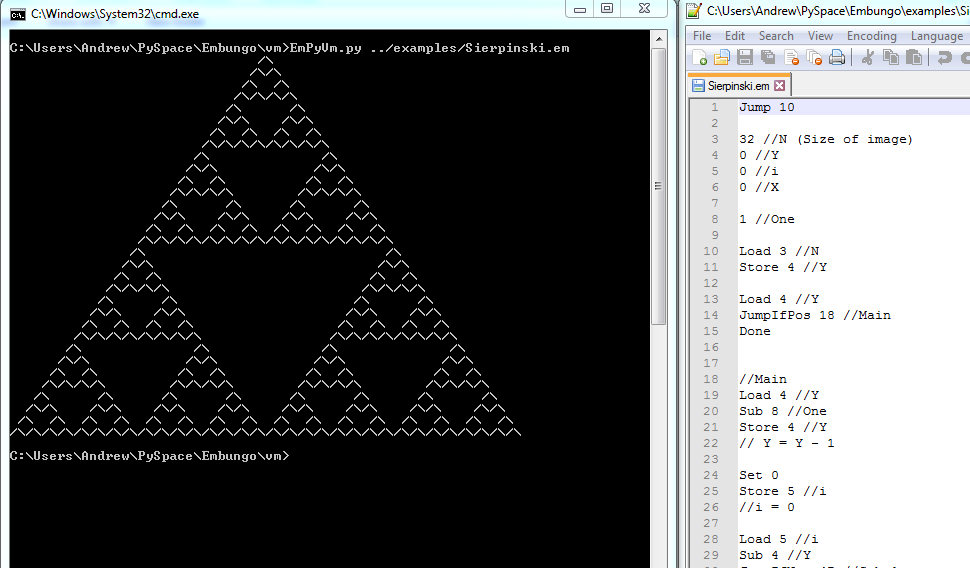 C:\Windows\System32\cmd.exe
C:\Users\Andrew\PySpace\Embungo\vm>EmPyVm.py ../examples/Sierpinski.em
C:\Users\Andrew\PySpace\Embungo\vm>
C:\Users\Andrew\PySpace\Embungo\examples\Si
File Edit Search View Encoding Language
Sierpinski.em
1 Jump 10
2
3 32 //N (Size of image)
4 0 //Y
5 0 //i
6 0 //X
7
8 1 //One
9
10 Load 3 //N
11 Store 4 //Y
12
13 Load 4 //Y
14 JumpIfPos 18 //Main
15 Done
16
17
18 //Main
19 Load 4 //Y
20 Sub 8 //One
21 Store 4 //Y
22 // Y = Y - 1
23
24 Set 0
25 Store 5 //i
26 //i = 0
27
28 Load 5 //i
29 Sub 4 //Y